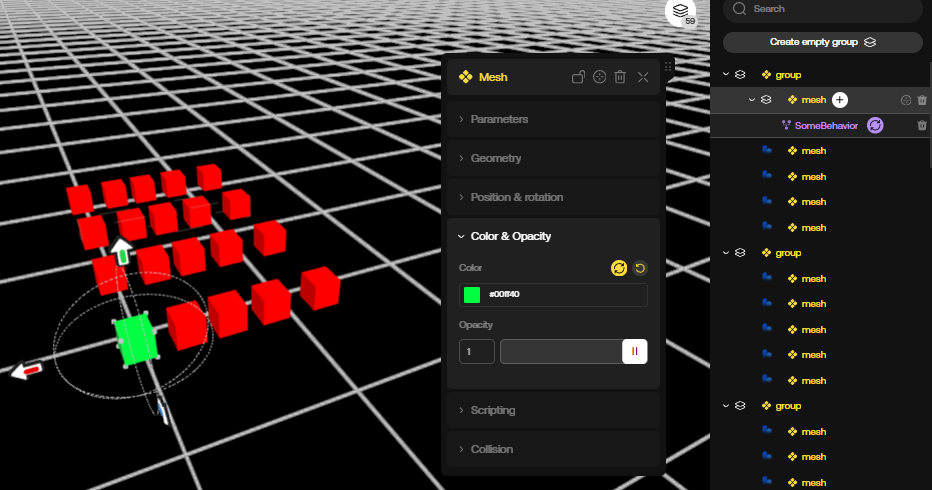 59
Mesh
Parameters
Geometry
Position & rotation
Color & Opacity
Color
#00ff40
Opacity
1
Scripting
Collision
Search
Create empty group
group
mesh
SomeBehavior
mesh
mesh
mesh
mesh
group
mesh
mesh
mesh
mesh
mesh
group
mesh
mesh
mesh